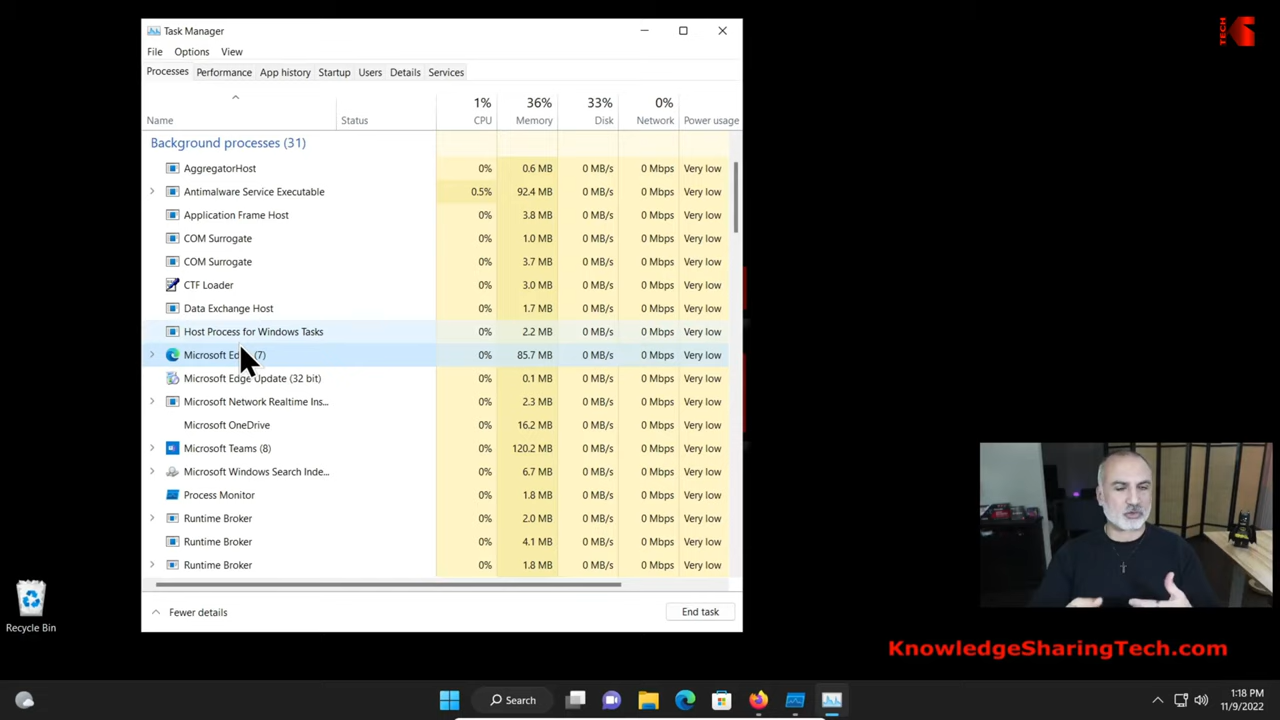 Task Manager
File Options View
Processes Performance App history Startup Users Details Services
1% 36% 33% 0%
Name Status CPU Memory Disk Network Power usage
Background processes (31)
AggregatorHost 0% 0.6 MB 0 MB/s 0 Mbps Very low
Antimalware Service Executable 0.5% 92.4 MB 0 MB/s 0 Mbps Very low
Application Frame Host 0% 3.8 MB 0 MB/s 0 Mbps Very low
COM Surrogate 0% 1.0 MB 0 MB/s 0 Mbps Very low
COM Surrogate 0% 3.7 MB 0 MB/s 0 Mbps Very low
CTF Loader 0% 3.0 MB 0 MB/s 0 Mbps Very low
Data Exchange Host 0% 1.7 MB 0 MB/s 0 Mbps Very low
Host Process for Windows Tasks 0% 2.2 MB 0 MB/s 0 Mbps Very low
Microsoft Ed (7) 0% 85.7 MB 0 MB/s 0 Mbps Very low
Microsoft Edge Update (32 bit) 0% 0.1 MB 0 MB/s 0 Mbps Very low
Microsoft Network Realtime Ins... 0% 2.3 MB 0 MB/s 0 Mbps Very low
Microsoft OneDrive 0% 16.2 MB 0 MB/s 0 Mbps Very low
Microsoft Teams (8) 0% 120.2 MB 0 MB/s 0 Mbps Very low
Microsoft Windows Search Inde... 0% 6.7 MB 0 MB/s 0 Mbps Very low
Process Monitor 0% 1.8 MB 0 MB/s 0 Mbps Very low
Runtime Broker 0% 2.0 MB 0 MB/s 0 Mbps Very low
Runtime Broker 0% 4.1 MB 0 MB/s 0 Mbps Very low
Runtime Broker 0% 1.8 MB 0 MB/s 0 Mbps Very low
Fewer details End task
TECH
Recycle Bin
KnowledgeSharingTech.com
Search
1:18 PM
11/9/2022